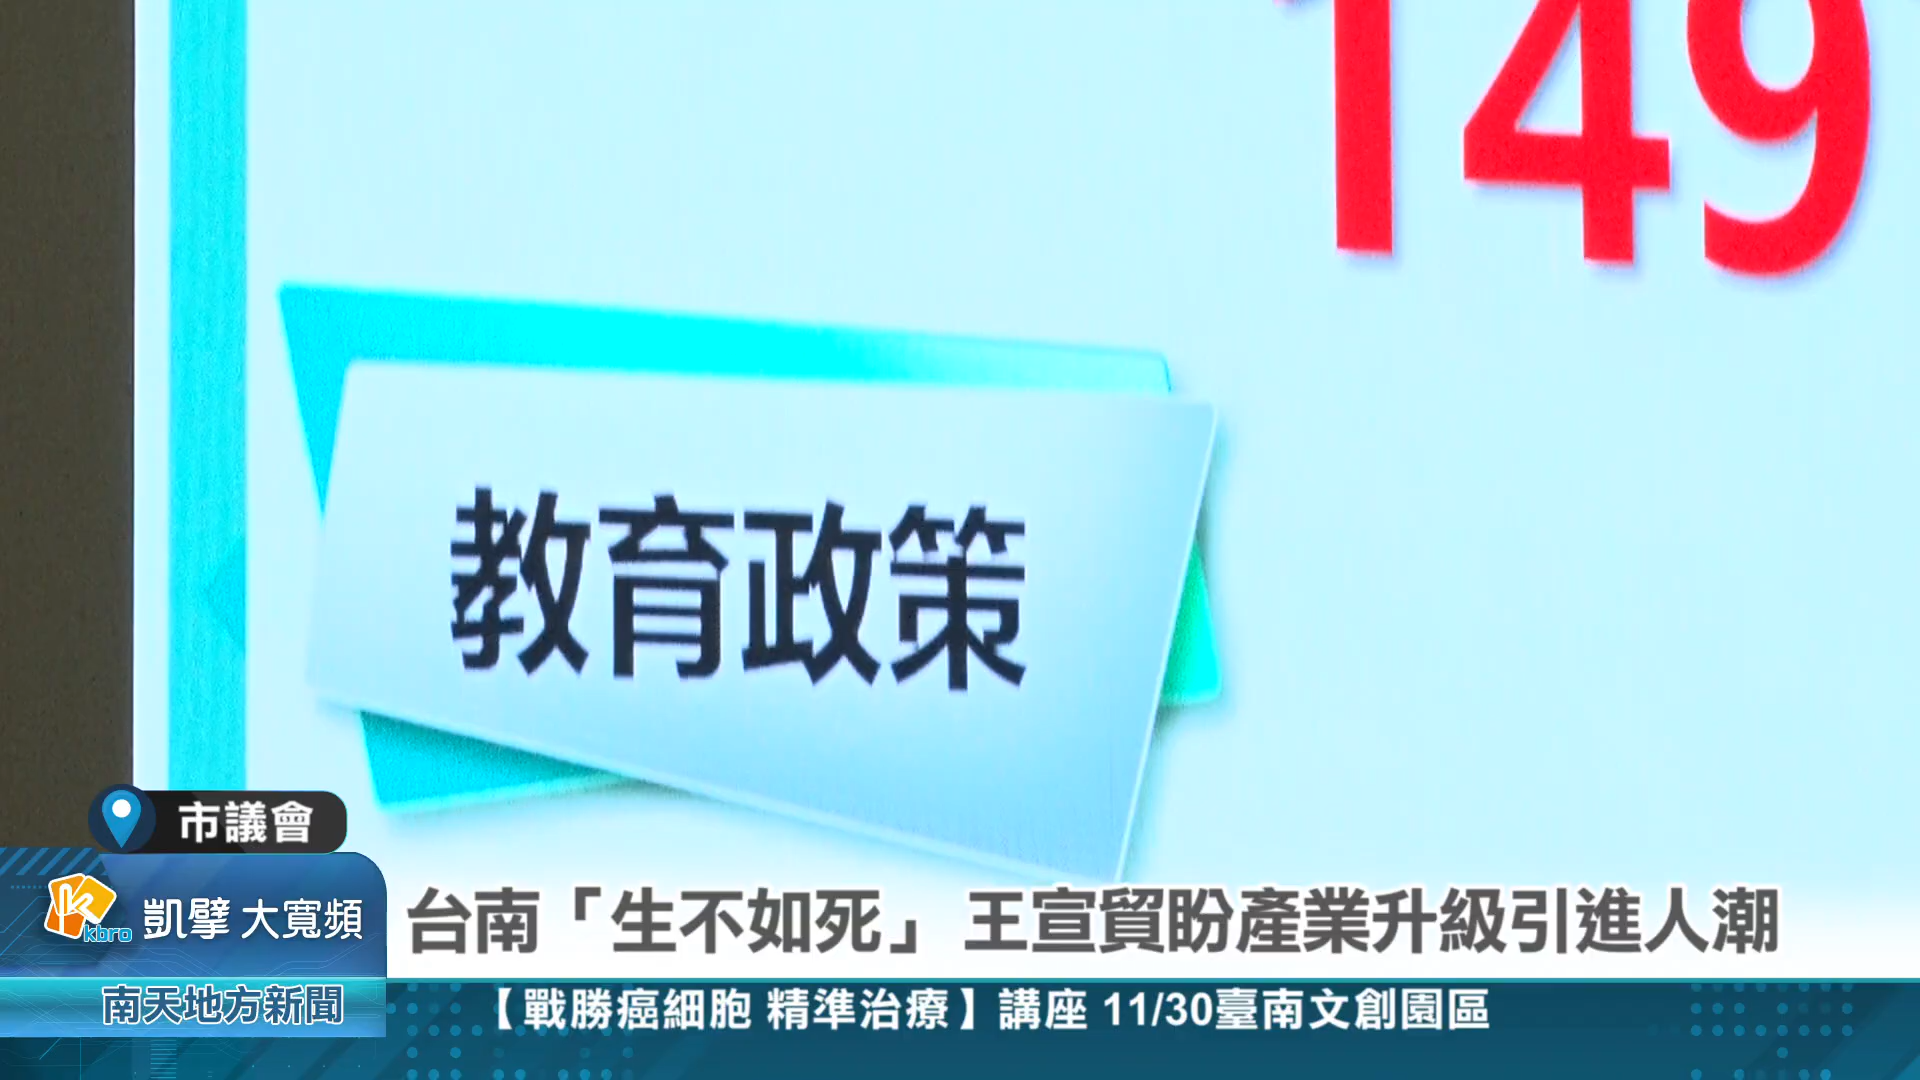 149
教育政策
市議會
kbro 凱擘大寬頻
台南「生不如死」 王宣貿盼產業升級引進人潮
南天地方新聞
【戰勝癌細胞 精準治療】講座 11/30臺南文創園區